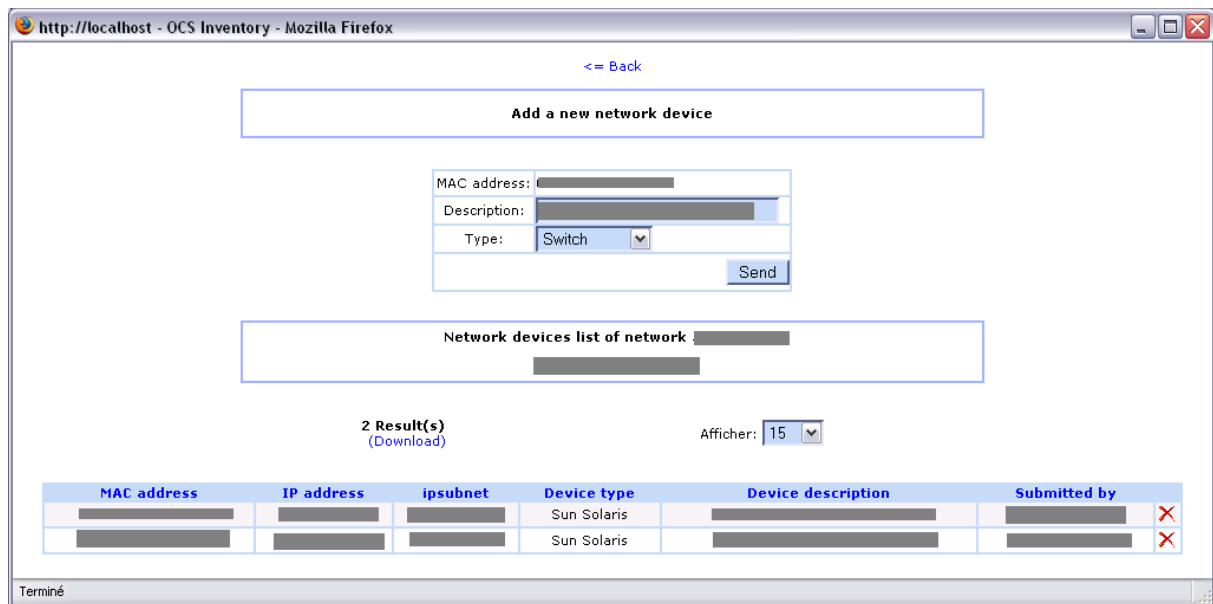 http://localhost - OCS Inventory - Mozilla Firefox
<= Back
Add a new network device
MAC address:
Description:
Type: Switch
Send
Network devices list of network
2 Result(s)
(Download)
Afficher: 15
MAC address IP address ipsubnet Device type Device description Submitted by
Sun Solaris
Sun Solaris
Terminé